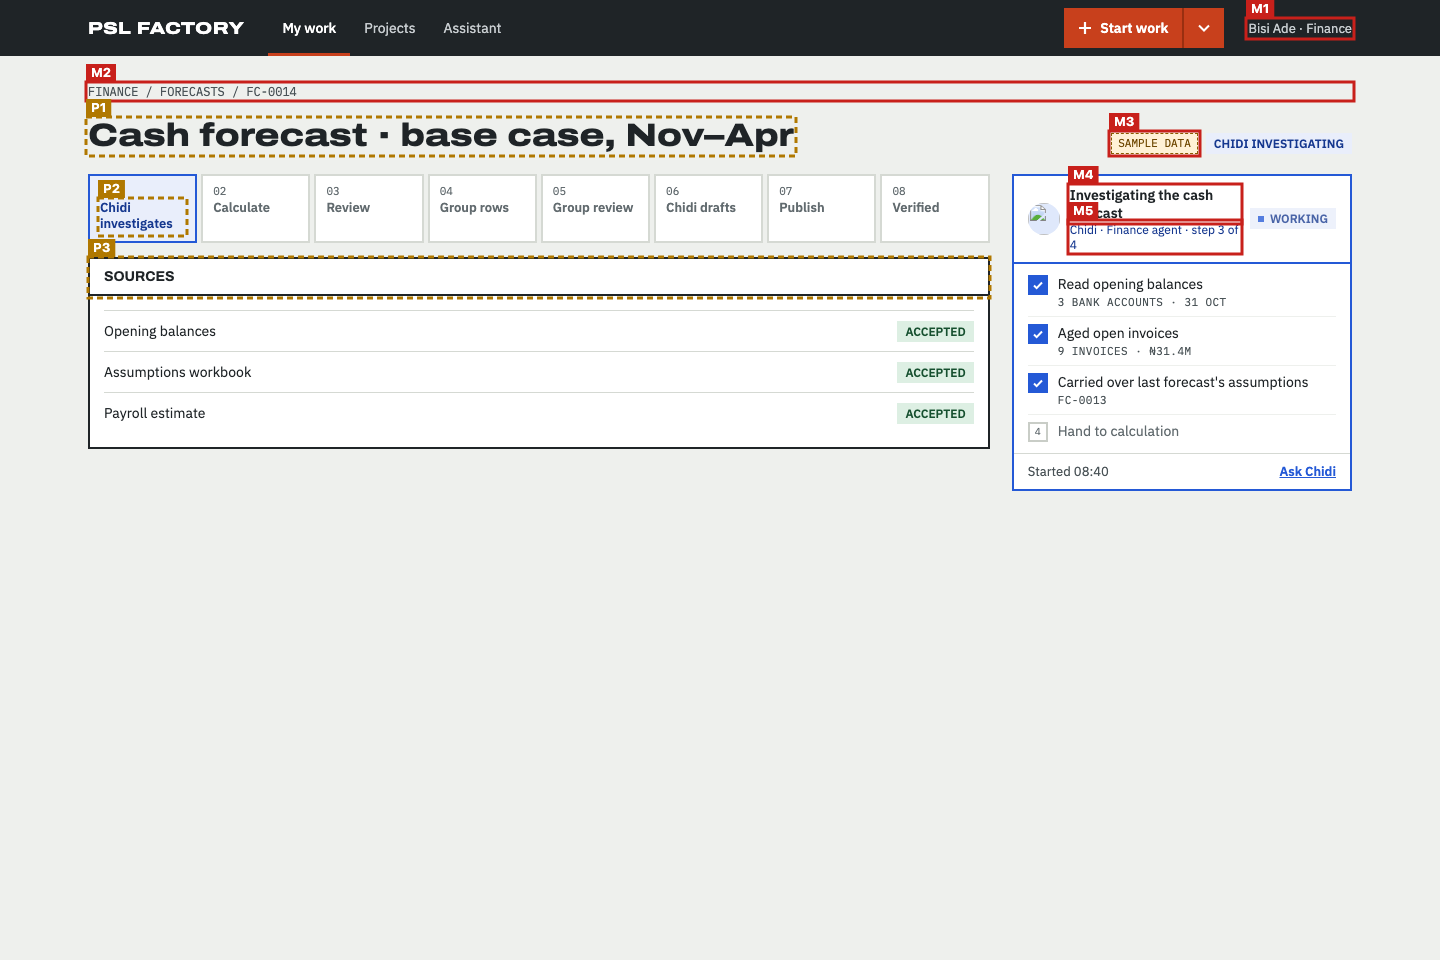 PSL FACTORY
My work
Projects
Assistant
+ Start work
M1
Bisi Ade · Finance
M2
FINANCE / FORECASTS / FC-0014
P1
Cash forecast · base case, Nov–Apr
M3
SAMPLE DATA
CHIDI INVESTIGATING
P2
Chidi
investigates
02
Calculate
03
Review
04
Group rows
05
Group review
06
Chidi drafts
07
Publish
08
Verified
P3
SOURCES
Opening balances
ACCEPTED
Assumptions workbook
ACCEPTED
Payroll estimate
ACCEPTED
M4
Investigating the cash
M5
Chidi · Finance agent · step 3 of
4
WORKING
Read opening balances
3 BANK ACCOUNTS · 31 OCT
Aged open invoices
9 INVOICES · ₦31.4M
Carried over last forecast's assumptions
FC-0013
4
Hand to calculation
Started 08:40
Ask Chidi